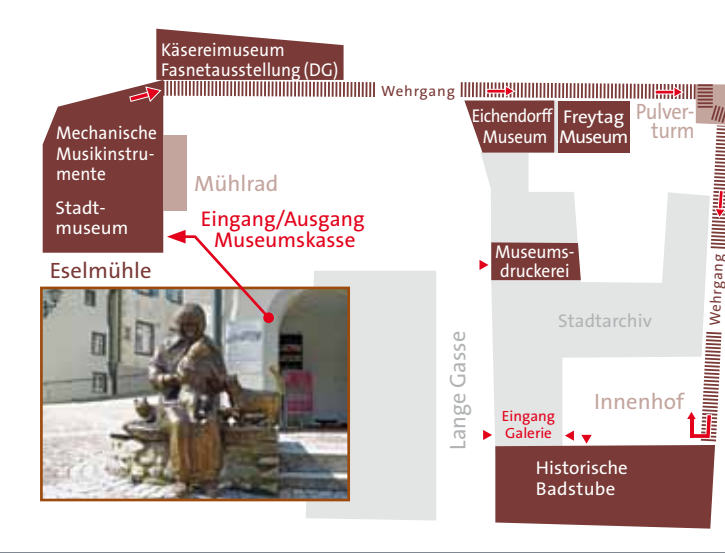 Käsereimuseum
Fasnetausstellung (DG)
Wehrgang
Mechanische
Musikinstru-
mente
Stadt-
museum
Mühlrad
Eingang/Ausgang
Museumskasse
Eselmühle
Eichendorff
Museum
Freytag
Museum
Pulver-
turm
Wehrgang
Museums-
druckerei
Stadtarchiv
Lange Gasse
Innenhof
Eingang
Galerie
Historische
Badstube